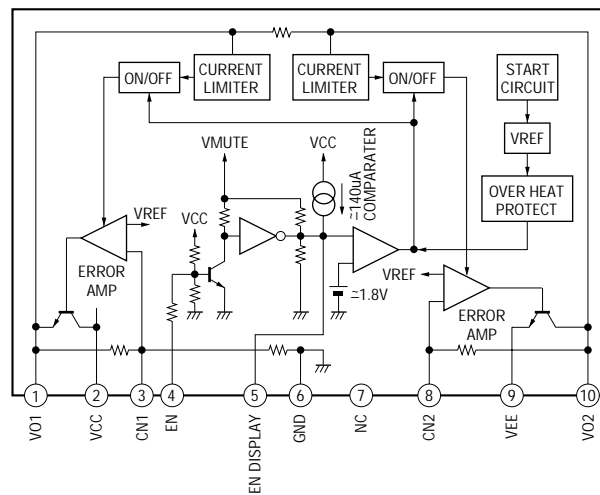 ON/OFF
CURRENT
LIMITER
CURRENT
LIMITER
ON/OFF
START
CIRCUIT
VREF
OVER HEAT
PROTECT
VMUTE
VCC
≃140uA
COMPARATER
VREF
VCC
ERROR
AMP
≃1.8V
VREF
ERROR
AMP
1
2
3
4
5
6
7
8
9
10
VO1
VCC
CN1
EN
EN DISPLAY
GND
NC
CN2
VEE
VO2